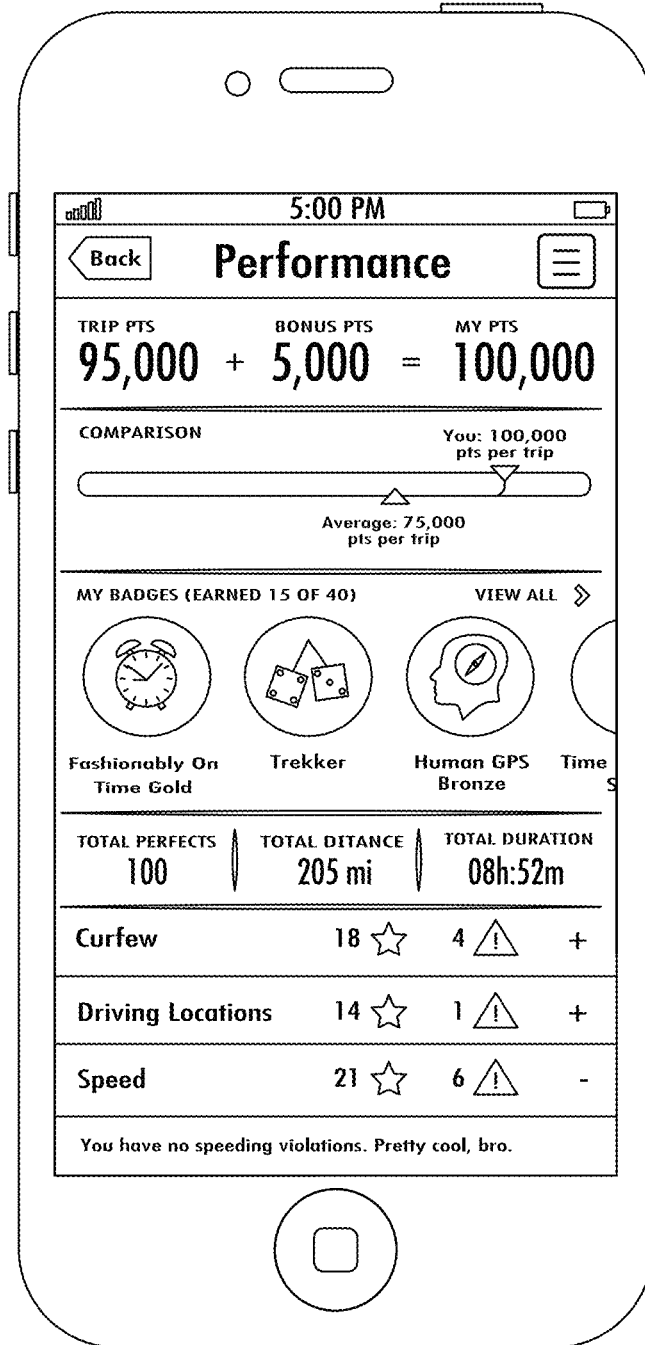 5:00 PM
Back
Performance
TRIP PTS BONUS PTS MY PTS
95,000 + 5,000 = 100,000
COMPARISON
You: 100,000
pts per trip
Average: 75,000
pts per trip
MY BADGES (EARNED 15 OF 40) VIEW ALL
Fashionably On
Time Gold
Trekker
Human GPS
Bronze
Time
S
TOTAL PERFECTS TOTAL DITANCE TOTAL DURATION
100 205 mi 08h:52m
Curfew 18 4 ! +
Driving Locations 14 1 ! +
Speed 21 6 ! -
You have no speeding violations. Pretty cool, bro.